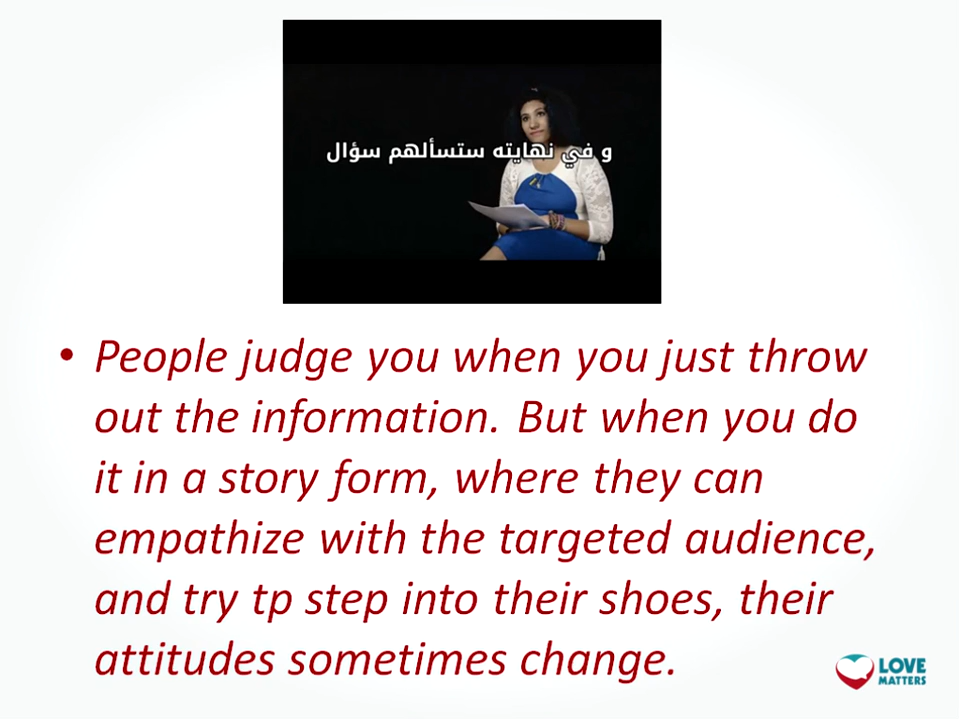 و في نهايته ستسألهم سؤال
• People judge you when you just throw
out the information. But when you do
it in a story form, where they can
empathize with the targeted audience,
and try tp step into their shoes, their
attitudes sometimes change.
LOVE
MATTERS